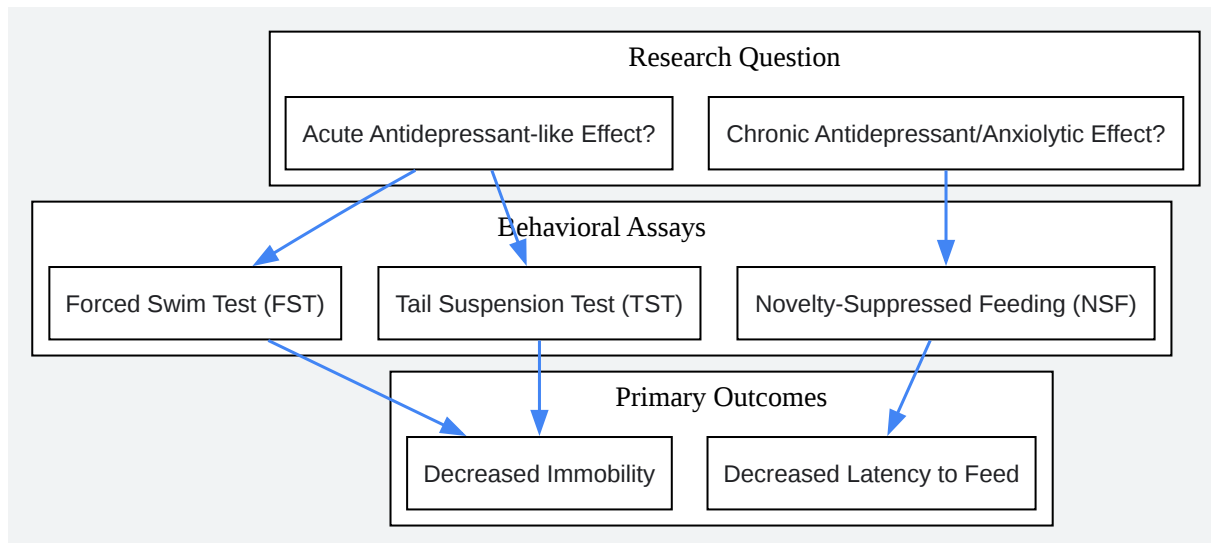 Research Question
Acute Antidepressant-like Effect?
Chronic Antidepressant/Anxiolytic Effect?
Behavioral Assays
Forced Swim Test (FST)
Tail Suspension Test (TST)
Novelty-Suppressed Feeding (NSF)
Primary Outcomes
Decreased Immobility
Decreased Latency to Feed